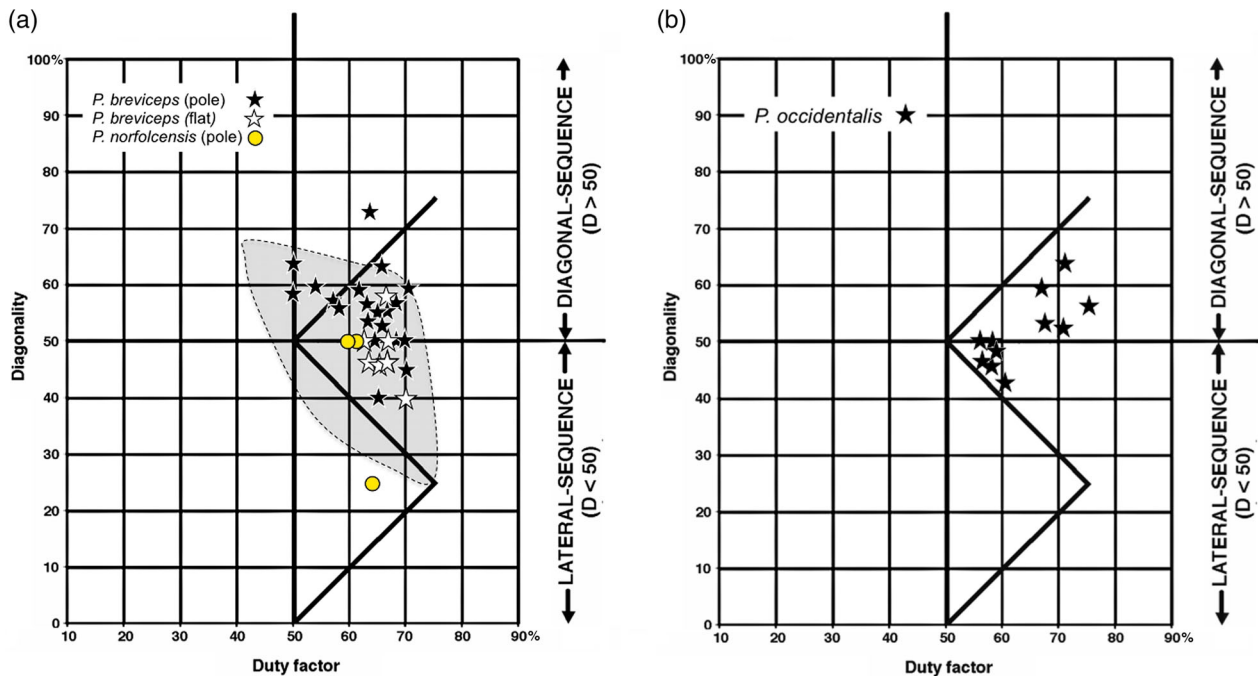 (a)
100%
90
80
70
60
50
40
30
20
10
0
Diagonality
P. breviceps (pole)
P. breviceps (flat)
P. norfolcensis (pole)
10 20 30 40 50 60 70 80 90%
Duty factor
DIAGONAL-SEQUENCE
(D > 50)
LATERAL-SEQUENCE
(D < 50)
(b)
100%
90
80
70
60
50
40
30
20
10
0
Diagonality
P. occidentalis
10 20 30 40 50 60 70 80 90%
Duty factor
DIAGONAL-SEQUENCE
(D > 50)
LATERAL-SEQUENCE
(D < 50)